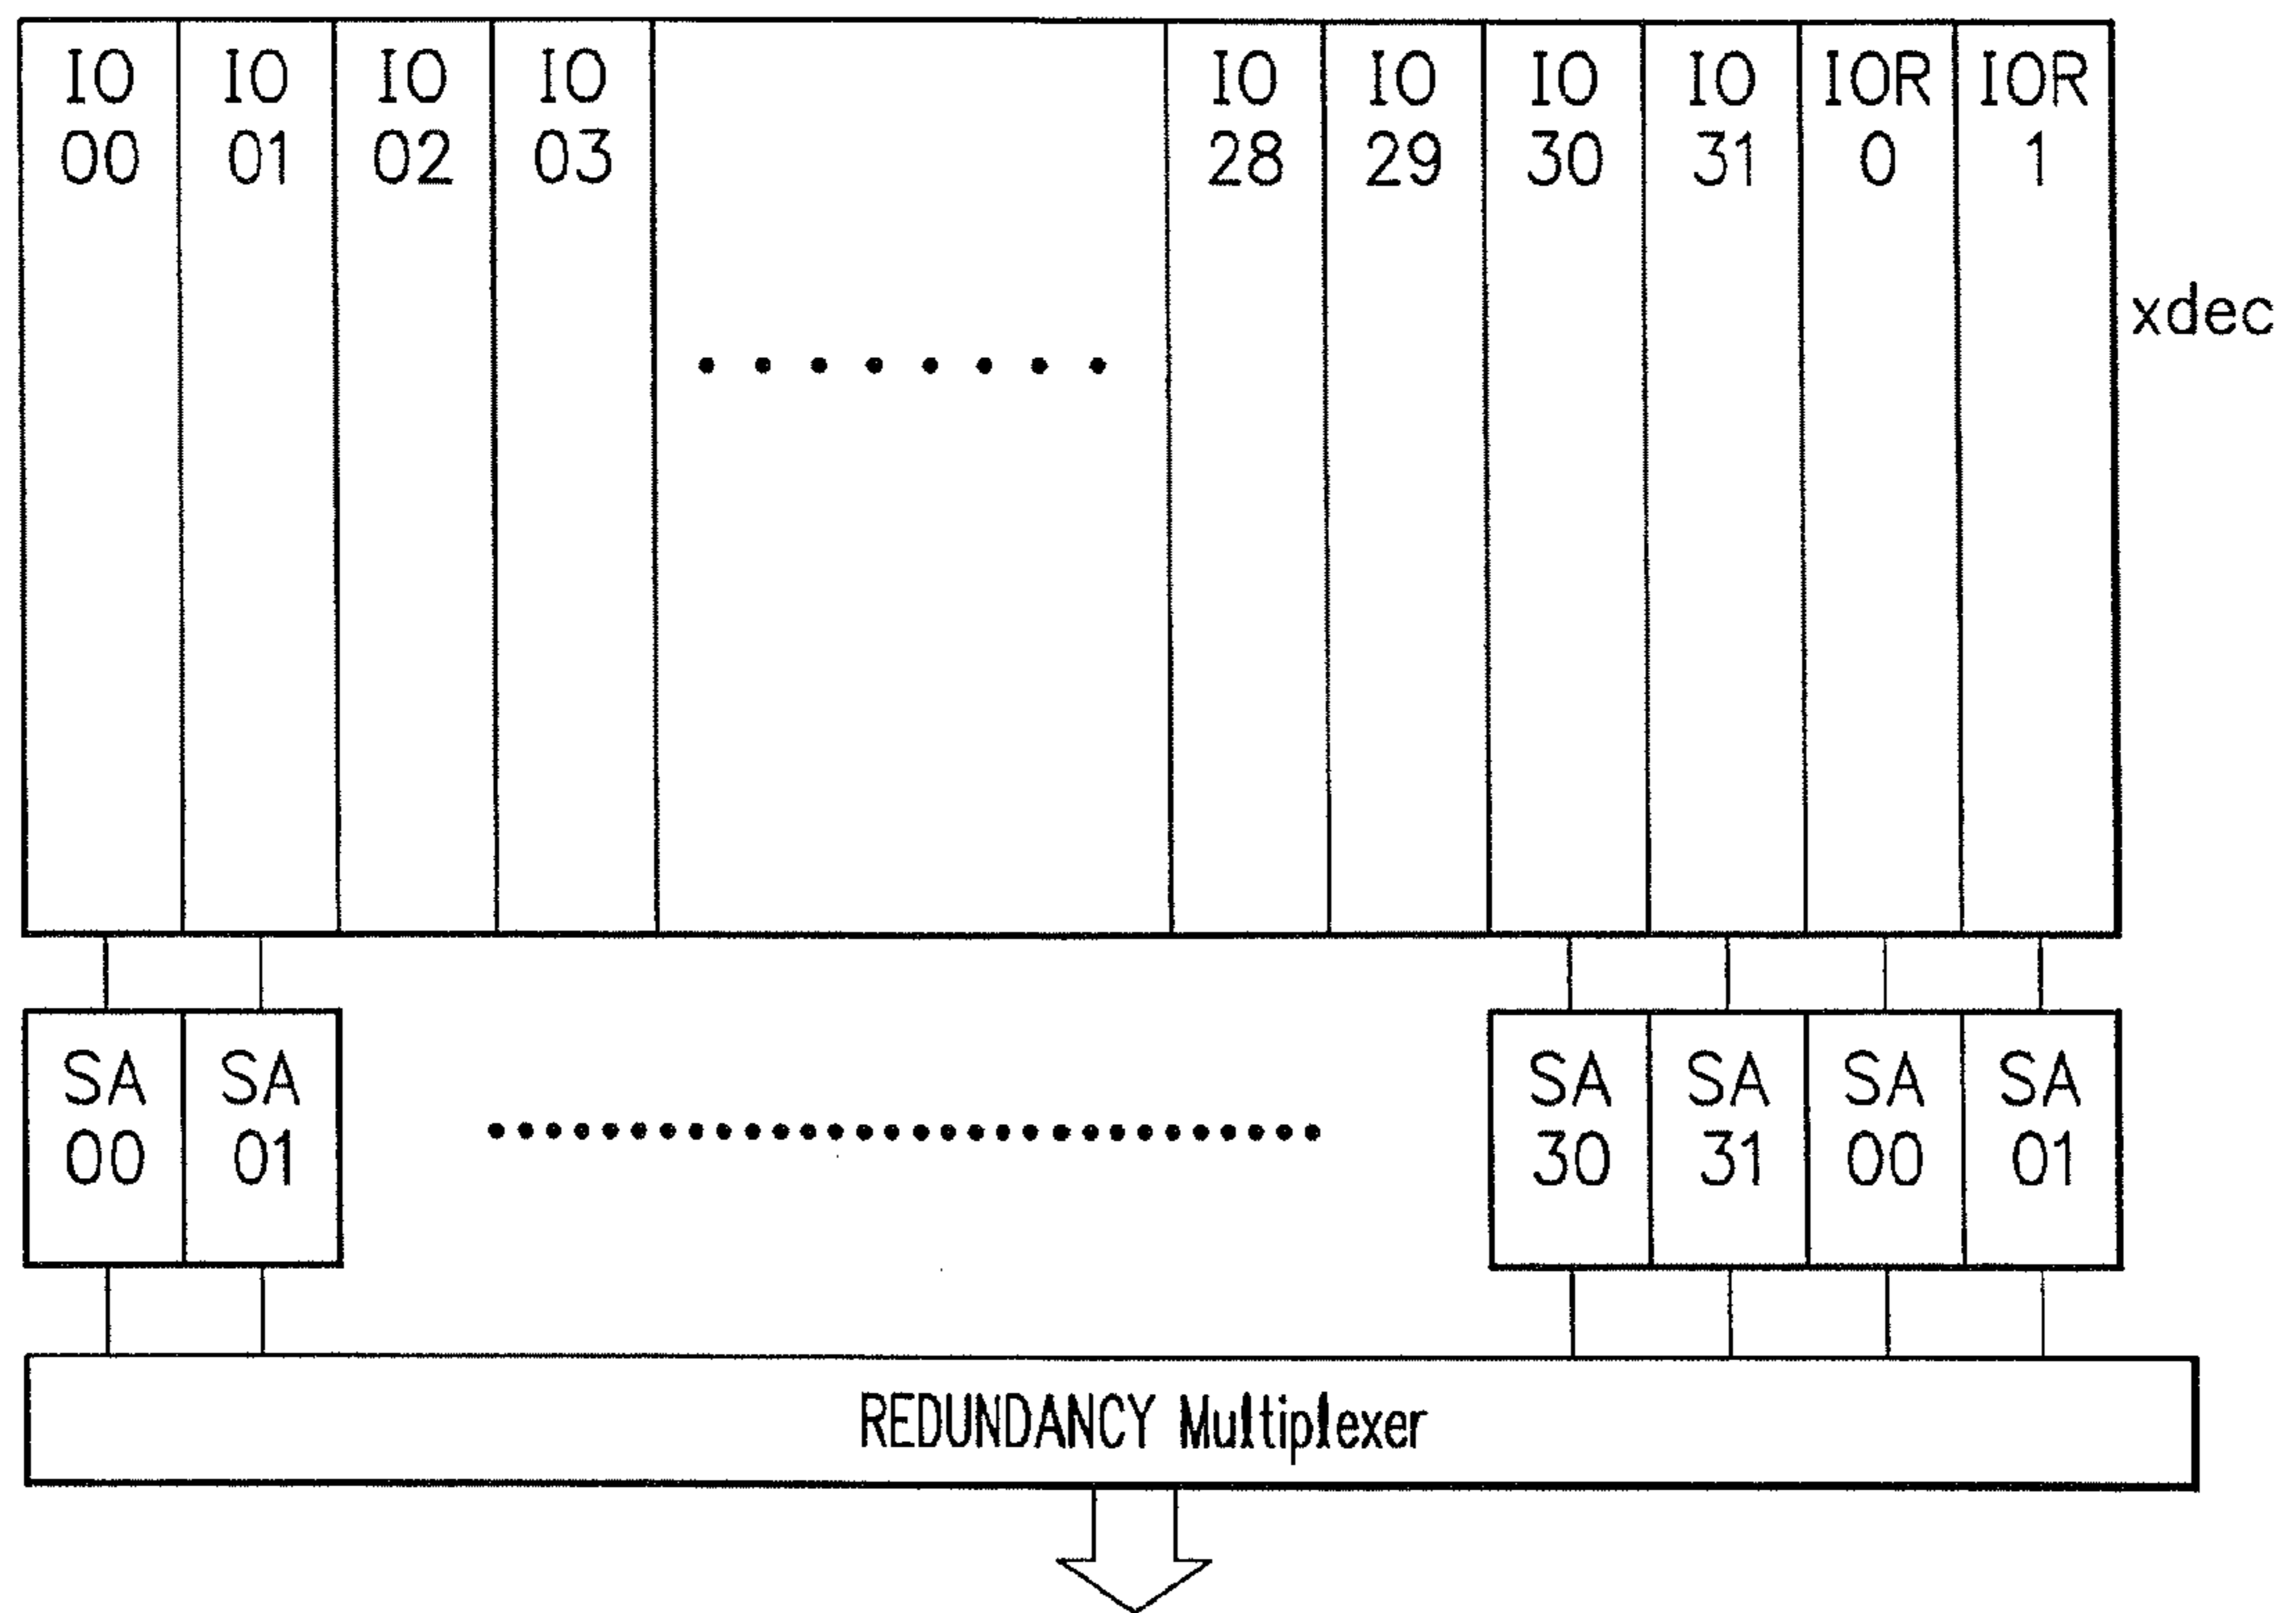 IO IO IO IO IO IO IO IO IOR IOR
00 01 02 03 28 29 30 31 0 1
xdec
SA SA SA SA SA SA
00 01 30 31 00 01
REDUNDANCY Multiplexer